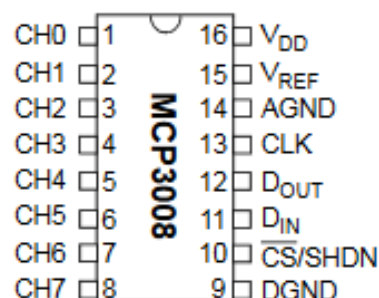 CH0 1 16 VDD
CH1 2 15 VREF
CH2 3 14 AGND
CH3 4 13 CLK
CH4 5 12 DOUT
CH5 6 11 DIN
CH6 7 10 CS/SHDN
CH7 8 9 DGND
MCP3008